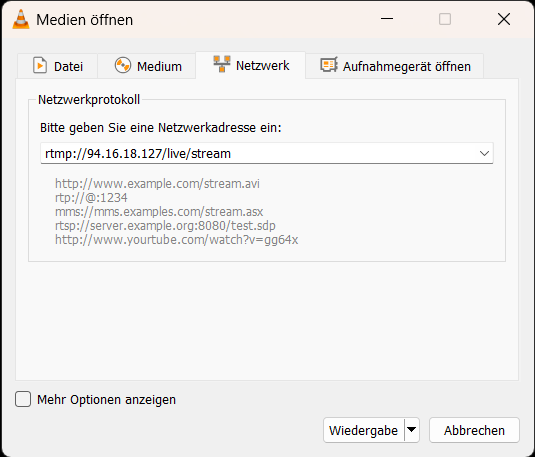 Medien öffnen
Datei
Medium
Netzwerk
Aufnahmegerät öffnen
Netzwerkprotokoll
Bitte geben Sie eine Netzwerkadresse ein:
rtmp://94.16.18.127/live/stream
http://www.example.com/stream.avi
rtp://@:1234
mms://mms.examples.com/stream.asx
rtsp://server.example.org:8080/test.sdp
http://www.yourtube.com/watch?v=gg64x
Mehr Optionen anzeigen
Wiedergabe
Abbrechen